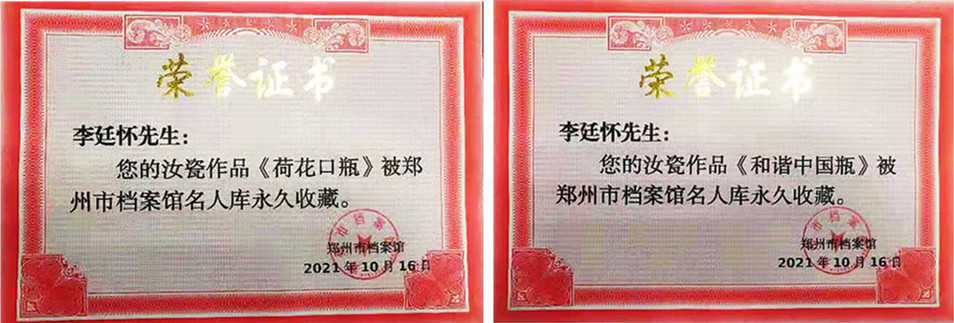 荣誉证书
李廷怀先生：
您的汝瓷作品《荷花口瓶》被郑
州市档案馆名人库永久收藏。
郑州市档案馆
2021年10月16日
荣誉证书
李廷怀先生：
您的汝瓷作品《和谐中国瓶》被
郑州市档案馆名人库永久收藏。
郑州市档案馆
2021年10月16日